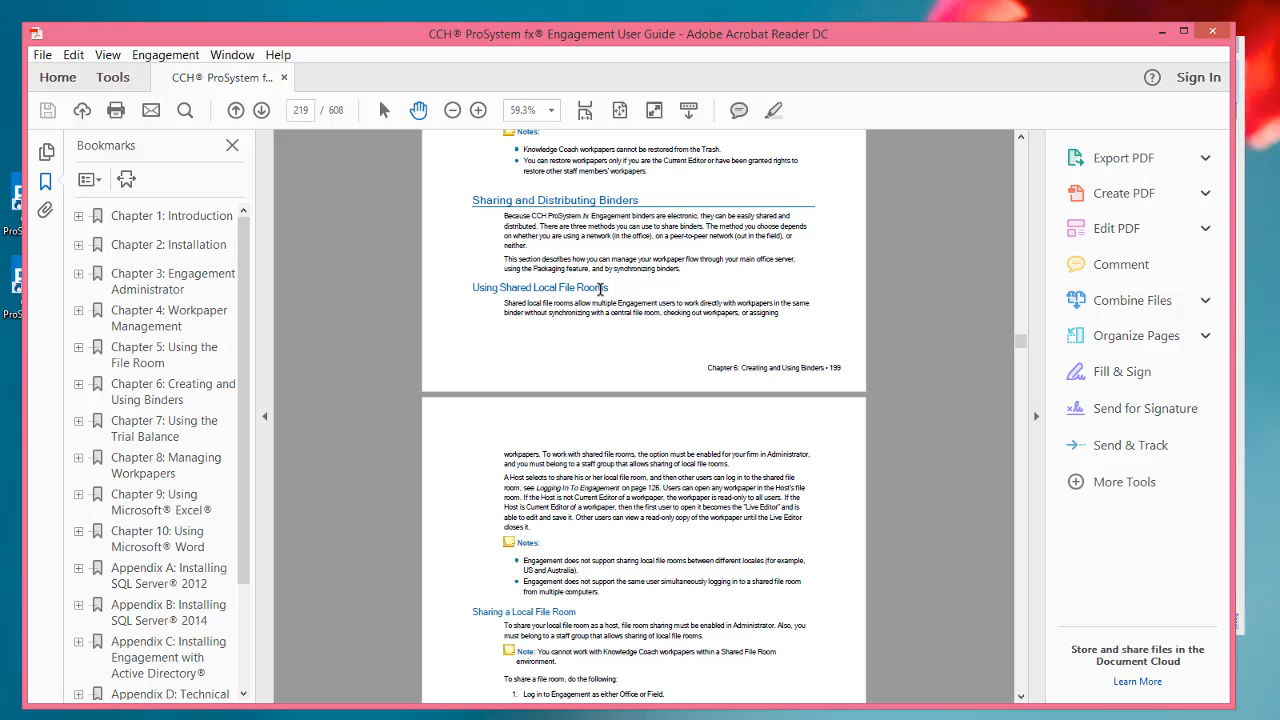 CCH® ProSystem fx® Engagement User Guide - Adobe Acrobat Reader DC
File Edit View Engagement Window Help
Home Tools CCH® ProSystem f... × Sign In
219 / 608 59.3%
Bookmarks
Chapter 1: Introduction
Chapter 2: Installation
Chapter 3: Engagement
Administrator
Chapter 4: Workpaper
Management
Chapter 5: Using the
File Room
Chapter 6: Creating and
Using Binders
Chapter 7: Using the
Trial Balance
Chapter 8: Managing
Workpapers
Chapter 9: Using
Microsoft® Excel®
Chapter 10: Using
Microsoft® Word
Appendix A: Installing
SQL Server® 2012
Appendix B: Installing
SQL Server® 2014
Appendix C: Installing
Engagement with
Active Directory®
Appendix D: Technical
Notes:
• Knowledge Coach workpapers cannot be restored from the Trash.
• You can restore workpapers only if you are the Current Editor or have been granted rights to
restore other staff members' workpapers.
Sharing and Distributing Binders
Because CCH ProSystem fx Engagement binders are electronic, they can be easily shared and
distributed. There are three methods you can use to share binders. The method you choose depends
on whether you are using a network (in the office), on a peer-to-peer network (out in the field), or
neither.
This section describes how you can manage your workpaper flow through your main office server,
using the Packaging feature, and by synchronizing binders.
Using Shared Local File Rooms
Shared local file rooms allow multiple Engagement users to work directly with workpapers in the same
binder without synchronizing with a central file room, checking out workpapers, or assigning
Chapter 6: Creating and Using Binders • 199
workpapers. To work with shared file rooms, the option must be enabled for your firm in Administrator,
and you must belong to a staff group that allows sharing of local file rooms.
A Host selects to share his or her local file room, and then other users can log in to the shared file
room, see Logging In To Engagement on page 126. Users can open any workpaper in the Host's file
room. If the Host is not Current Editor of a workpaper, the workpaper is read-only to all users. If the
Host is Current Editor of a workpaper, then the first user to open it becomes the "Live Editor" and is
able to edit and save it. Other users can view a read-only copy of the workpaper until the Live Editor
closes it.
Notes:
• Engagement does not support sharing local file rooms between different locales (for example,
US and Australia).
• Engagement does not support the same user simultaneously logging in to a shared file room
from multiple computers.
Sharing a Local File Room
To share your local file room as a host, file room sharing must be enabled in Administrator. Also, you
must belong to a staff group that allows sharing of local file rooms.
Note: You cannot work with Knowledge Coach workpapers within a Shared File Room
environment.
To share a file room, do the following:
1. Log in to Engagement as either Office or Field.
Export PDF
Create PDF
Edit PDF
Comment
Combine Files
Organize Pages
Fill & Sign
Send for Signature
Send & Track
More Tools
Store and share files in the
Document Cloud
Learn More